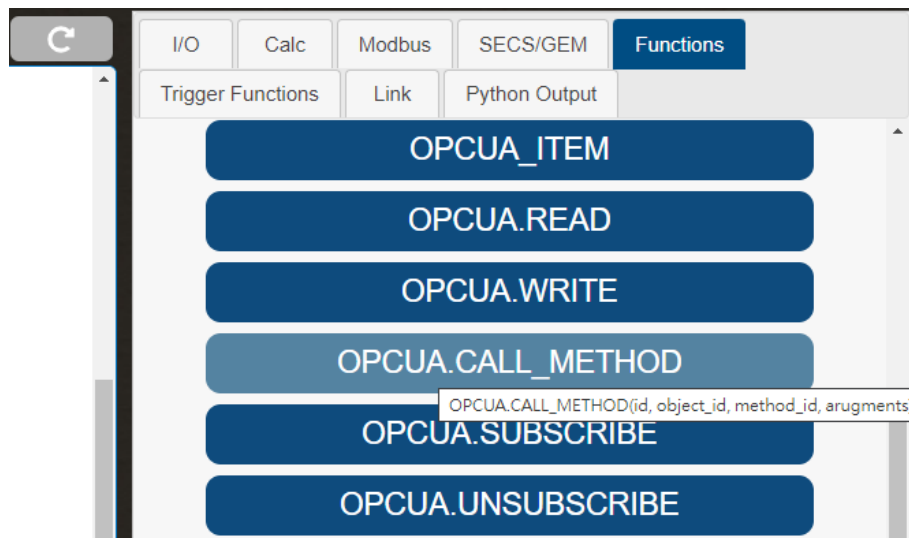 I/O Calc Modbus SECS/GEM Functions
Trigger Functions Link Python Output
OPCUA_ITEM
OPCUA.READ
OPCUA.WRITE
OPCUA.CALL_METHOD
OPCUA.CALL_METHOD(id, object_id, method_id, arugments
OPCUA.SUBSCRIBE
OPCUA.UNSUBSCRIBE